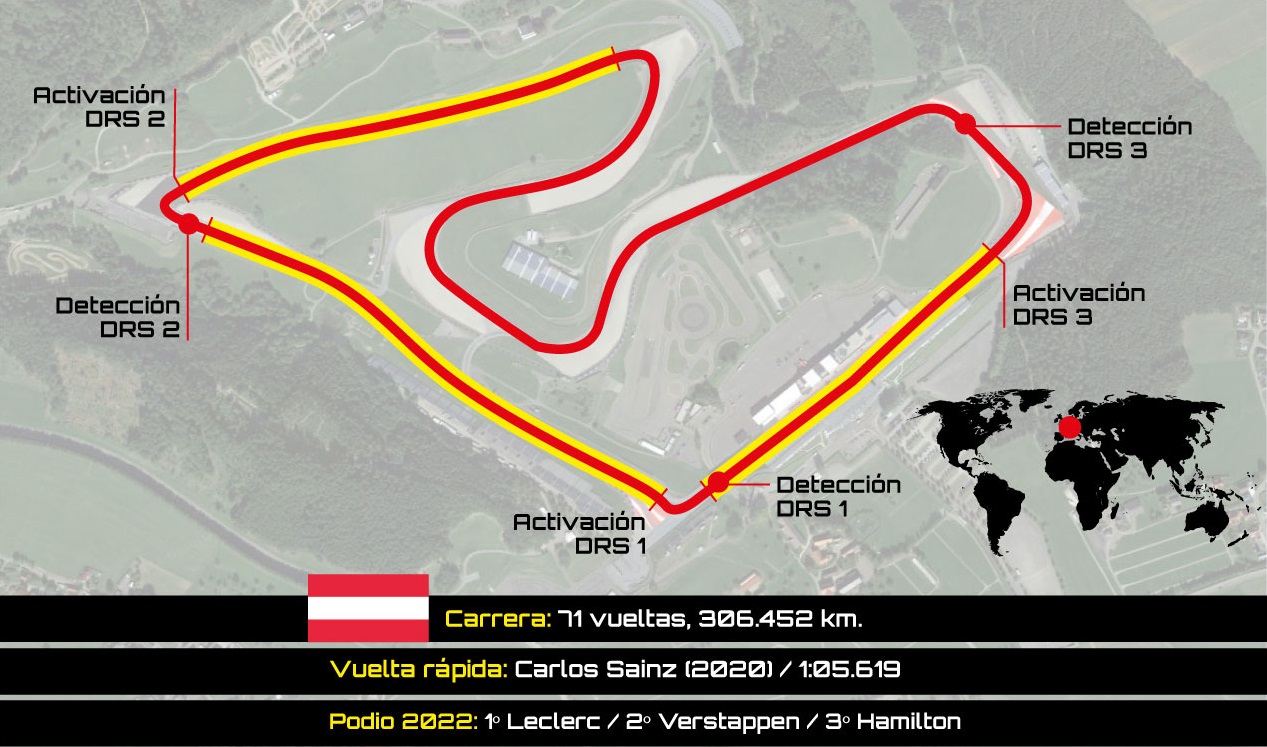 Activación
DRS 2
Detección
DRS 3
Detección
DRS 2
Activación
DRS 3
Detección
DRS 1
Activación
DRS 1
Carrera: 71 vueltas, 306.452 km.
Vuelta rápida: Carlos Sainz (2020) / 1:05.619
Podio 2022: 1º Leclerc / 2º Verstappen / 3º Hamilton